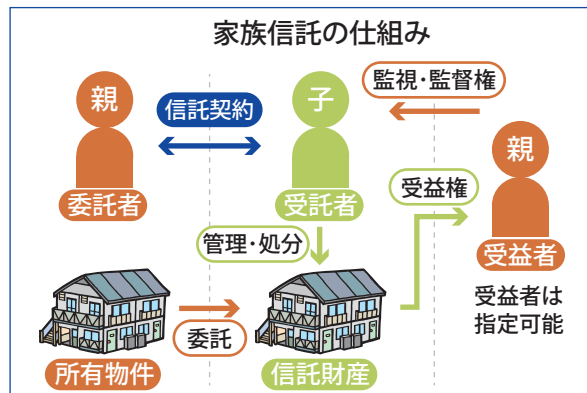 家族信託の仕組み
親
信託契約
子
監視・監督権
親
委託者
受託者
受益権
受益者
管理・処分
受益者は
指定可能
委託
所有物件
信託財産